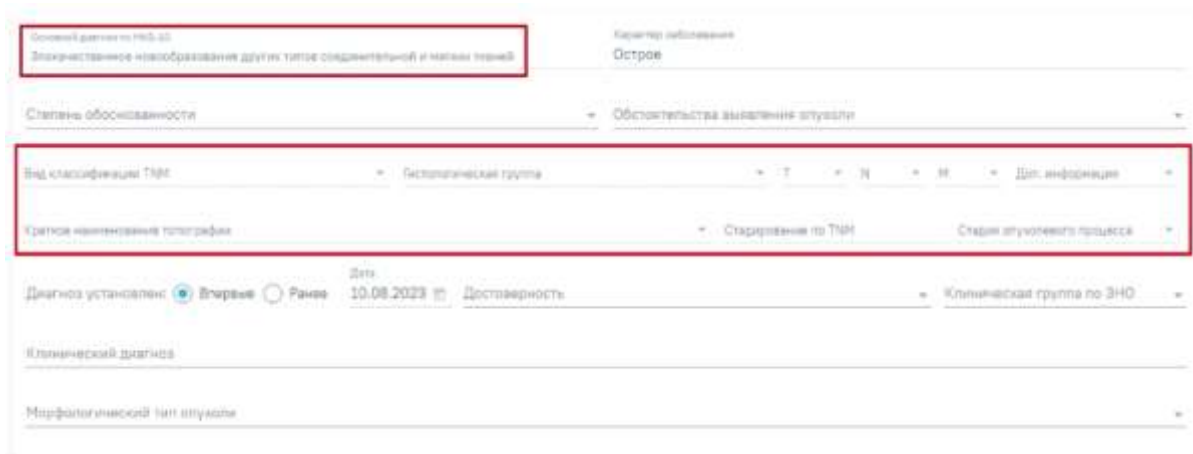 Основной диагноз по МКБ-10
Характер заболевания
Злокачественное новообразование других типов соединительной и мягких тканей
Острое
Степень обоснованности
Обстоятельства выявления опухоли
Вид классификации TNM
Гистологическая группа
T
N
M
Доп. информация
Краткое наименование топографии
Стадирование по TNM
Стадия опухолевого процесса
Дата
Диагноз установлен: Впервые Ранее 10.08.2023 Достоверность
Клиническая группа по ЗНО
Клинический диагноз
Морфологический тип опухоли